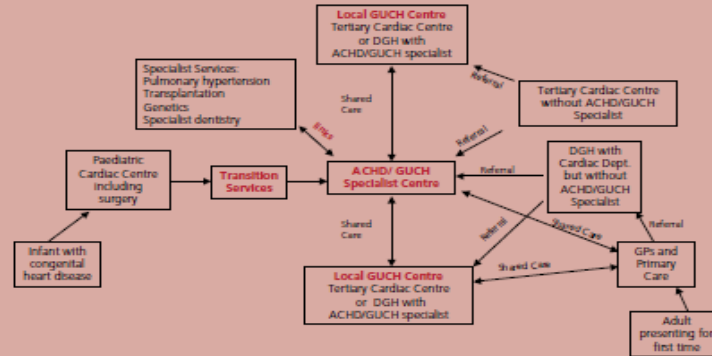 Local GUCH Centre
Tertiary Cardiac Centre
or DGH with
ACHD/GUCH specialist
Specialist Services:
Pulmonary hypertension
Transplantation
Genetics
Specialist dentistry
Shared
Care
Referral
Tertiary Cardiac Centre
without ACHD/GUCH
Specialist
Links
Referral
Paediatric
Cardiac Centre
including
surgery
Transition
Services
ACHD/ GUCH
Specialist Centre
Referral
DGH with
Cardiac Dept.
but without
ACHD/GUCH
Specialist
Shared
Care
Referral
Shared Care
Referral
Infant with
congenital
heart disease
Local GUCH Centre
Tertiary Cardiac Centre
or DGH with
ACHD/GUCH specialist
Shared Care
GPs and
Primary
Care
Adult
presenting for
first time